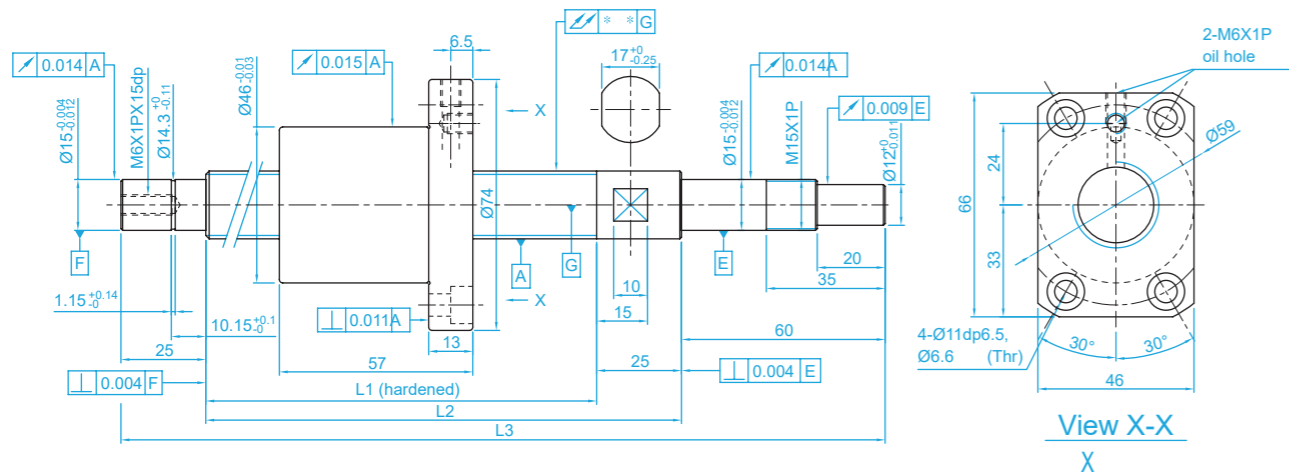 6.5
0.014 A
M6X1PX15dp
Ø14.3 +0 -0.11
Ø15 -0.004 -0.012
Ø46 -0.01 -0.03
0.015 A
* * G
17 +0 -0.25
0.014A
0.009 E
Ø15 -0.004 -0.012
M15X1P
Ø12 +0 -0.011
2-M6X1P
oil hole
X
Ø74
Ø59
24
66
33
F
A
G
E
X
1.15 +0.14 -0
10.15 +0.1 -0
0.011A
10
15
20
35
60
25
13
57
25
0.004 F
0.004 E
L1 (hardened)
L2
L3
4-Ø11dp6.5,
Ø6.6 (Thr)
30°
30°
46
View X-X
X